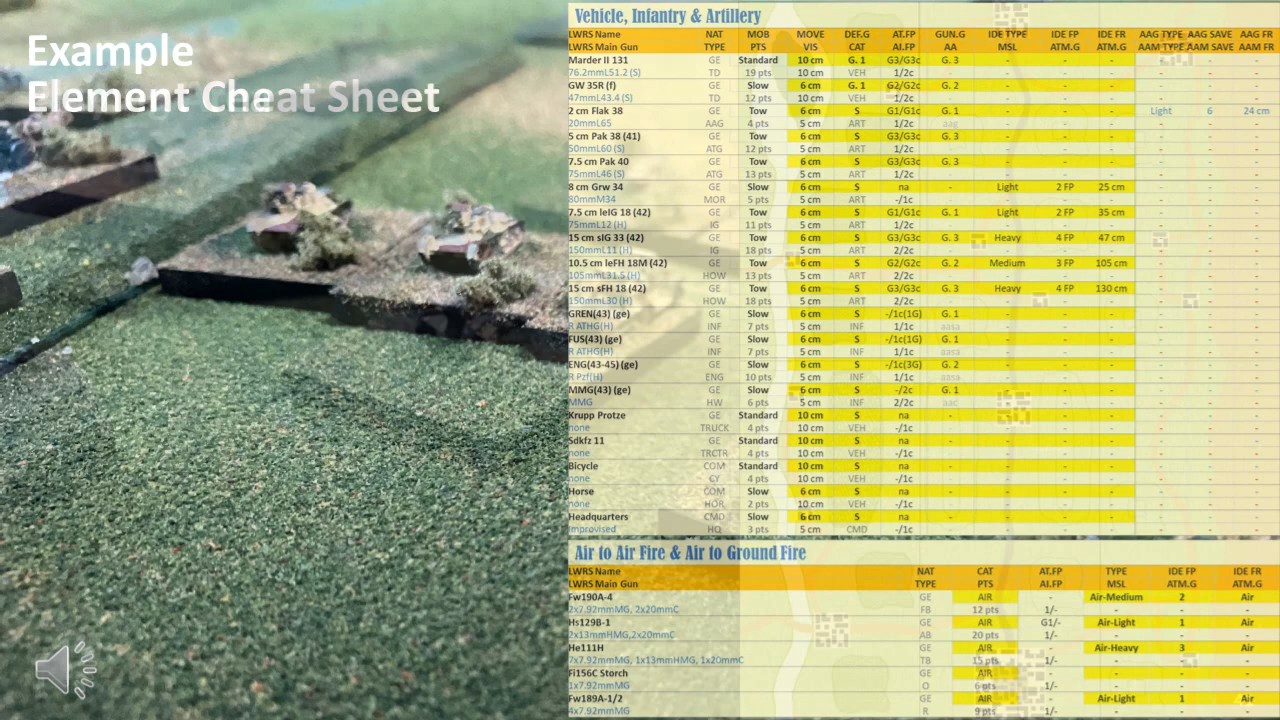 Example
Element Cheat Sheet
Vehicle, Infantry & Artillery
LWRS Name NAT MOB MOVE DEF.G AT.FP GUN.G IDE TYPE IDE FP IDE FR AAG TYPE AAG SAVE AAG FR
LWRS Main Gun TYPE PTS VIS CAT AI.FP AA MSL ATM.G ATM.G AAM TYPE AAM SAVE AAM FR
Marder II 131 GE Standard 10 cm G. 1 G3/G3c G. 3 - - - - - -
76.2mmL51.2 (S) TD 19 pts 10 cm VEH 1/2c - - - - - - -
GW 35R (f) GE Slow 6 cm G. 1 G2/G2c G. 2 - - - - - -
47mmL43.4 (S) TD 12 pts 10 cm VEH 1/2c - - - - - - -
2 cm Flak 38 GE Tow 6 cm S G1/G1c G. 1 - - - Light 6 24 cm
20mmL65 AAG 4 pts 5 cm ART 1/2c aag - - - - - -
5 cm Pak 38 (41) GE Tow 6 cm S G3/G3c G. 3 - - - - - -
50mmL60 (S) ATG 12 pts 5 cm ART 1/2c - - - - - - -
7.5 cm Pak 40 GE Tow 6 cm S G3/G3c G. 3 - - - - - -
75mmL46 (S) ATG 13 pts 5 cm ART 1/2c - - - - - - -
8 cm Grw 34 GE Slow 6 cm S na - Light 2 FP 25 cm - - -
80mmM34 MOR 5 pts 5 cm ART -/1c - - - - - - -
7.5 cm leIG 18 (42) GE Tow 6 cm S G1/G1c G. 1 Light 2 FP 35 cm - - -
75mmL12 (H) IG 11 pts 5 cm ART 2/2c - - - - - - -
15 cm sIG 33 (42) GE Tow 6 cm S G3/G3c G. 3 Heavy 4 FP 47 cm - - -
150mmL11 (H) IG 18 pts 5 cm ART 2/2c - - - - - - -
10.5 cm leFH 18M (42) GE Tow 6 cm S G2/G2c G. 2 Medium 3 FP 105 cm - - -
105mmL31.5 (H) HOW 13 pts 5 cm ART 2/2c - - - - - - -
15 cm sFH 18 (42) GE Tow 6 cm S G3/G3c G. 3 Heavy 4 FP 130 cm - - -
150mmL30 (H) HOW 18 pts 5 cm ART 2/2c - - - - - - -
GREN(43) (ge) GE Slow 6 cm S -/1c(1G) G. 1 - - - - - -
R ATHG(H) INF 7 pts 5 cm INF 1/1c aasa - - - - - -
FUS(43) (ge) GE Slow 6 cm S -/1c(1G) G. 1 - - - - - -
R ATHG(H) INF 7 pts 5 cm INF 1/1c aasa - - - - - -
ENG(43-45) (ge) GE Slow 6 cm S -/1c(3G) G. 2 - - - - - -
R Pzf(H) ENG 10 pts 5 cm ENG 1/1c aasa - - - - - -
MMG(43) (ge) GE Slow 6 cm S -/2c G. 1 - - - - - -
MMG HW 6 pts 5 cm INF 2/2c aac - - - - - -
Krupp Protze GE Standard 10 cm S na - - - - - -
none TRUCK 4 pts 10 cm VEH -/1c - - - - - -
Sdkfz 11 GE Standard 10 cm S na - - - - - -
none TRCTR 4 pts 10 cm VEH -/1c - - - - - -
Bicycle COM Standard 10 cm S na - - - - - -
none CY 4 pts 10 cm VEH -/1c - - - - - -
Horse COM Slow 6 cm S na - - - - - -
none HOR 2 pts 10 cm VEH -/1c - - - - - -
Headquarters CMD Slow 6 cm S na - - - - - -
Improvised HQ 3 pts 5 cm CMD -/1c - - - - - -
Air to Air Fire & Air to Ground Fire
LWRS Name NAT CAT AT.FP TYPE IDE FP IDE FR
LWRS Main Gun TYPE PTS AI.FP MSL ATM.G ATM.G
Fw190A-4 GE AIR - Air-Medium 2 Air
2x7.92mmMG, 2x20mmC FB 12 pts 1/- - - -
Hs129B-1 GE AIR G1/- Air-Light 1 Air
2x13mmHMG,2x20mmC AB 20 pts 1/- - - -
He111H GE AIR - Air-Heavy 3 Air
7x7.92mmMG, 1x13mmHMG, 1x20mmC TB 15 pts 1/- - - -
Fi156C Storch GE AIR - - - -
1x7.92mmMG O 6 pts 1/- - - -
Fw189A-1/2 GE AIR - Air-Light 1 Air
4x7.92mmMG R 9 pts 1/- - - -